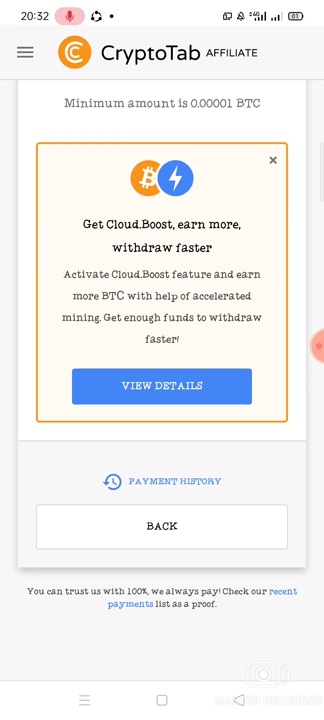 20:32
4G
81
CryptoTab AFFILIATE
Minimum amount is 0.00001 BTC
Get Cloud.Boost, earn more,
withdraw faster
Activate Cloud.Boost feature and earn
more BTC with help of accelerated
mining. Get enough funds to withdraw
faster!
VIEW DETAILS
PAYMENT HISTORY
BACK
You can trust us with 100%, we always pay! Check our recent
payments list as a proof.